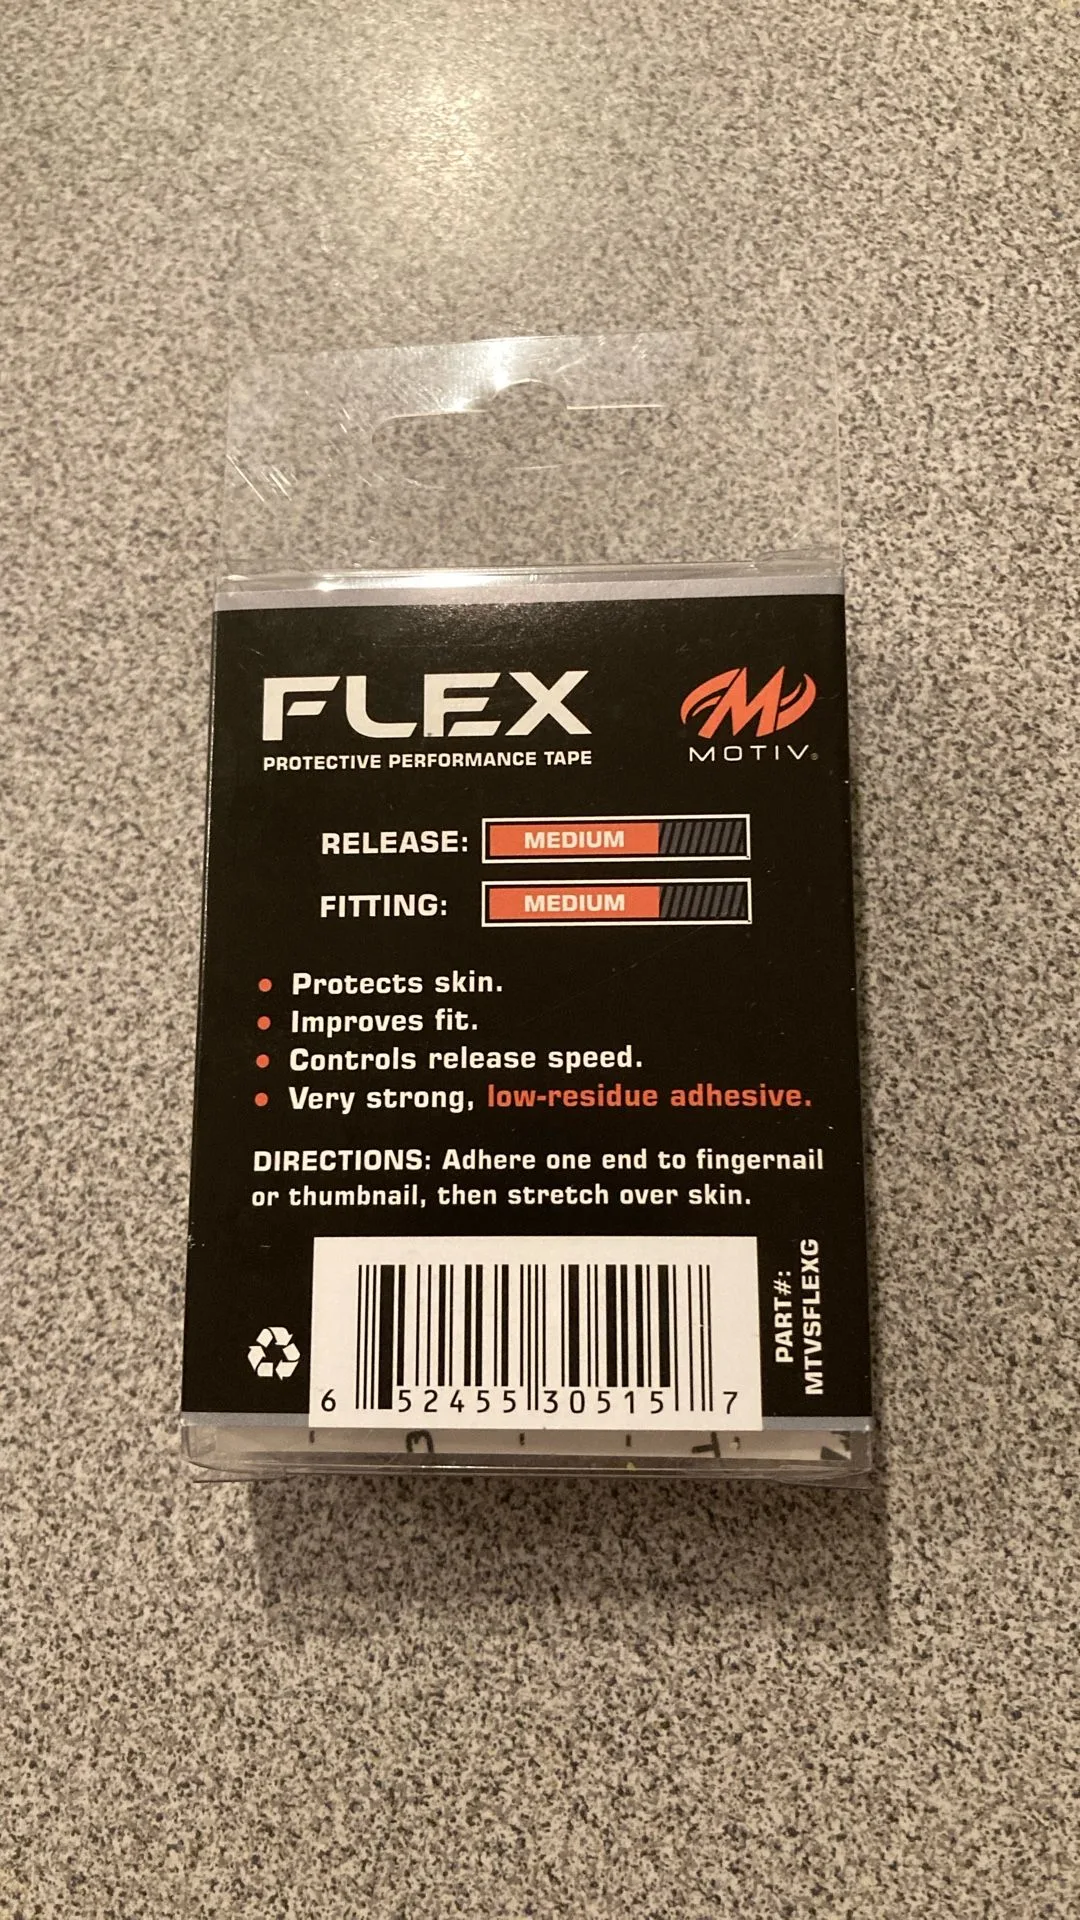 FLEX
PROTECTIVE PERFORMANCE TAPE
MOTIV®
RELEASE: MEDIUM
FITTING: MEDIUM
• Protects skin.
• Improves fit.
• Controls release speed.
• Very strong, low-residue adhesive.
DIRECTIONS: Adhere one end to fingernail
or thumbnail, then stretch over skin.
PART#:
MTVSFLEXG
6 52455 30515 7